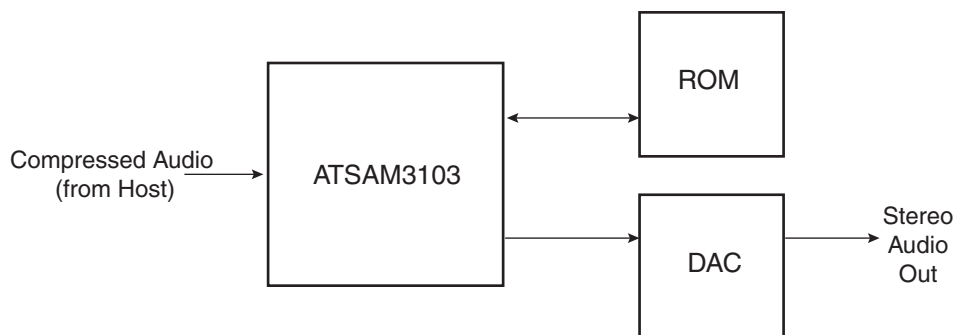 Compressed Audio
(from Host)
ATSAM3103
ROM
DAC
Stereo
Audio
Out